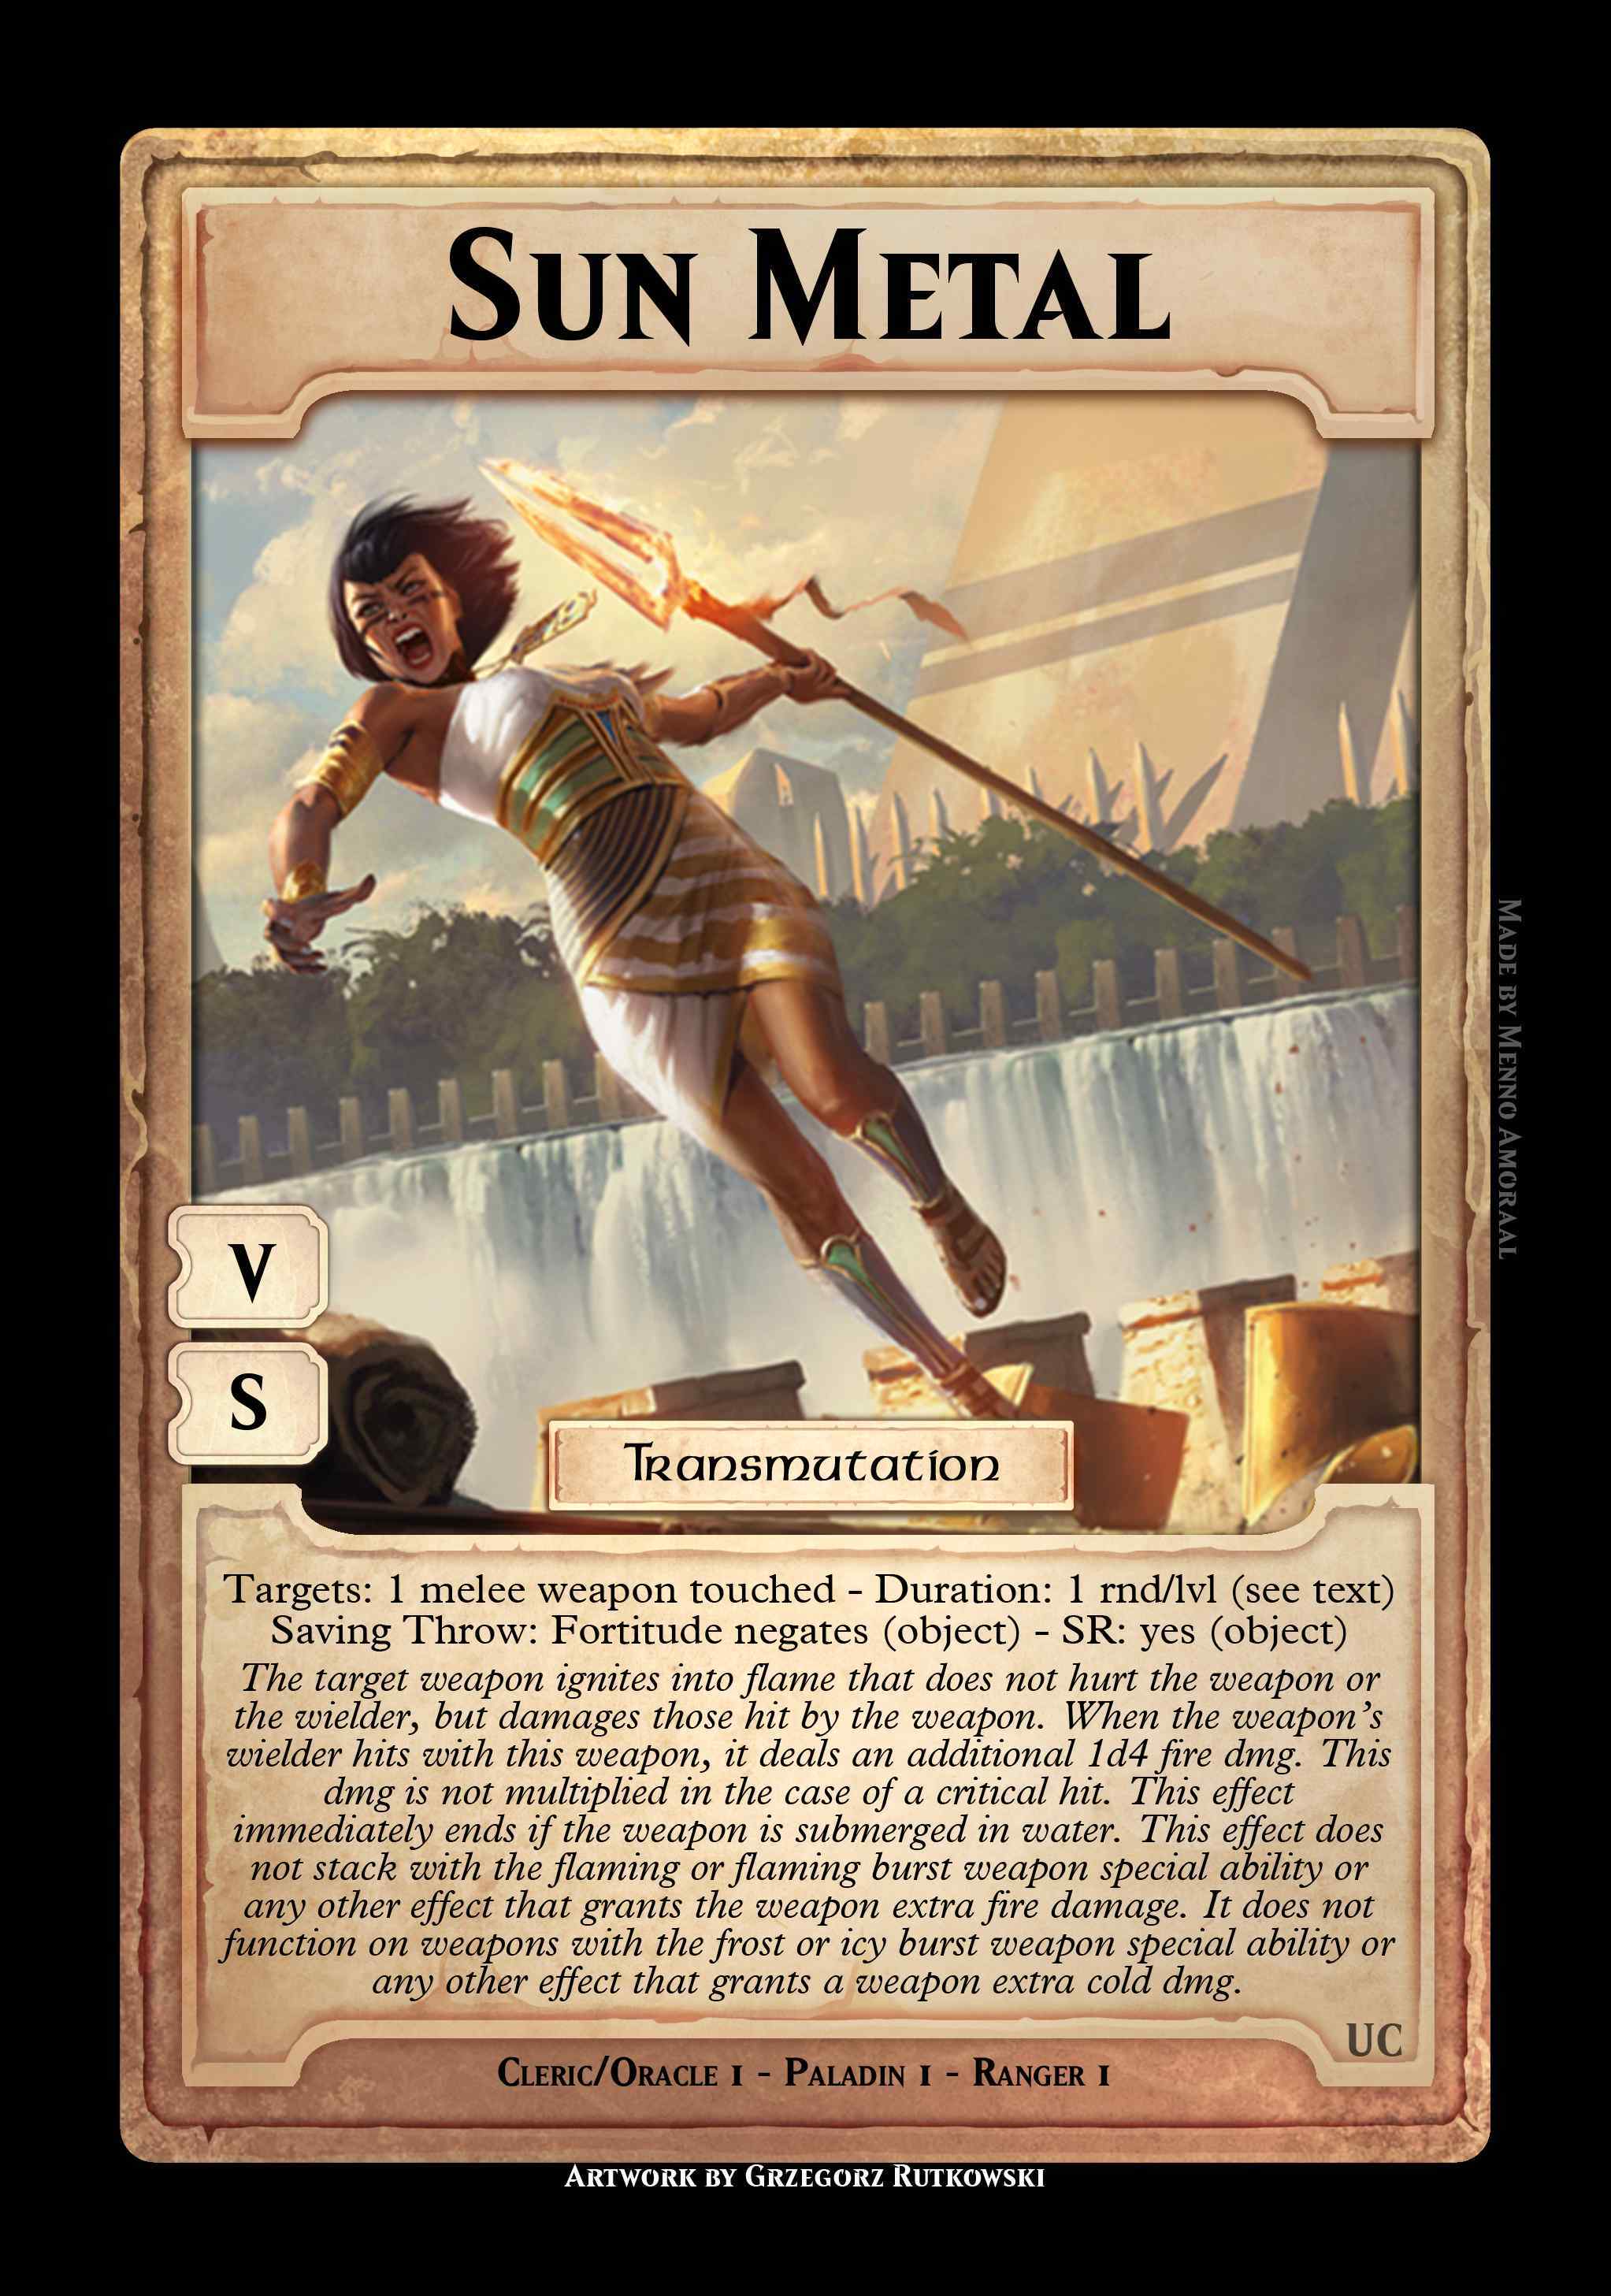 Sun Metal
V
S
Transmutation
Targets: 1 melee weapon touched - Duration: 1 rnd/lvl (see text)
Saving Throw: Fortitude negates (object) - SR: yes (object)
The target weapon ignites into flame that does not hurt the weapon or
the wielder, but damages those hit by the weapon. When the weapon's
wielder hits with this weapon, it deals an additional 1d4 fire dmg. This
dmg is not multiplied in the case of a critical hit. This effect
immediately ends if the weapon is submerged in water. This effect does
not stack with the flaming or flaming burst weapon special ability or
any other effect that grants the weapon extra fire damage. It does not
function on weapons with the frost or icy burst weapon special ability or
any other effect that grants a weapon extra cold dmg.
UC
Cleric/Oracle 1 - Paladin 1 - Ranger 1
Artwork by Grzegorz Rutkowski
Made by Menno Amoraal